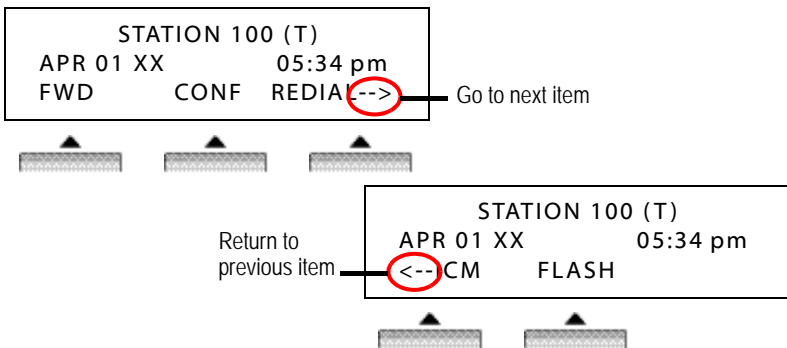 STATION 100 (T)
APR 01 XX 05:34 pm
FWD CONF REDIAL-->
Go to next item
STATION 100 (T)
APR 01 XX 05:34 pm
Return to
previous item
<-- CM FLASH